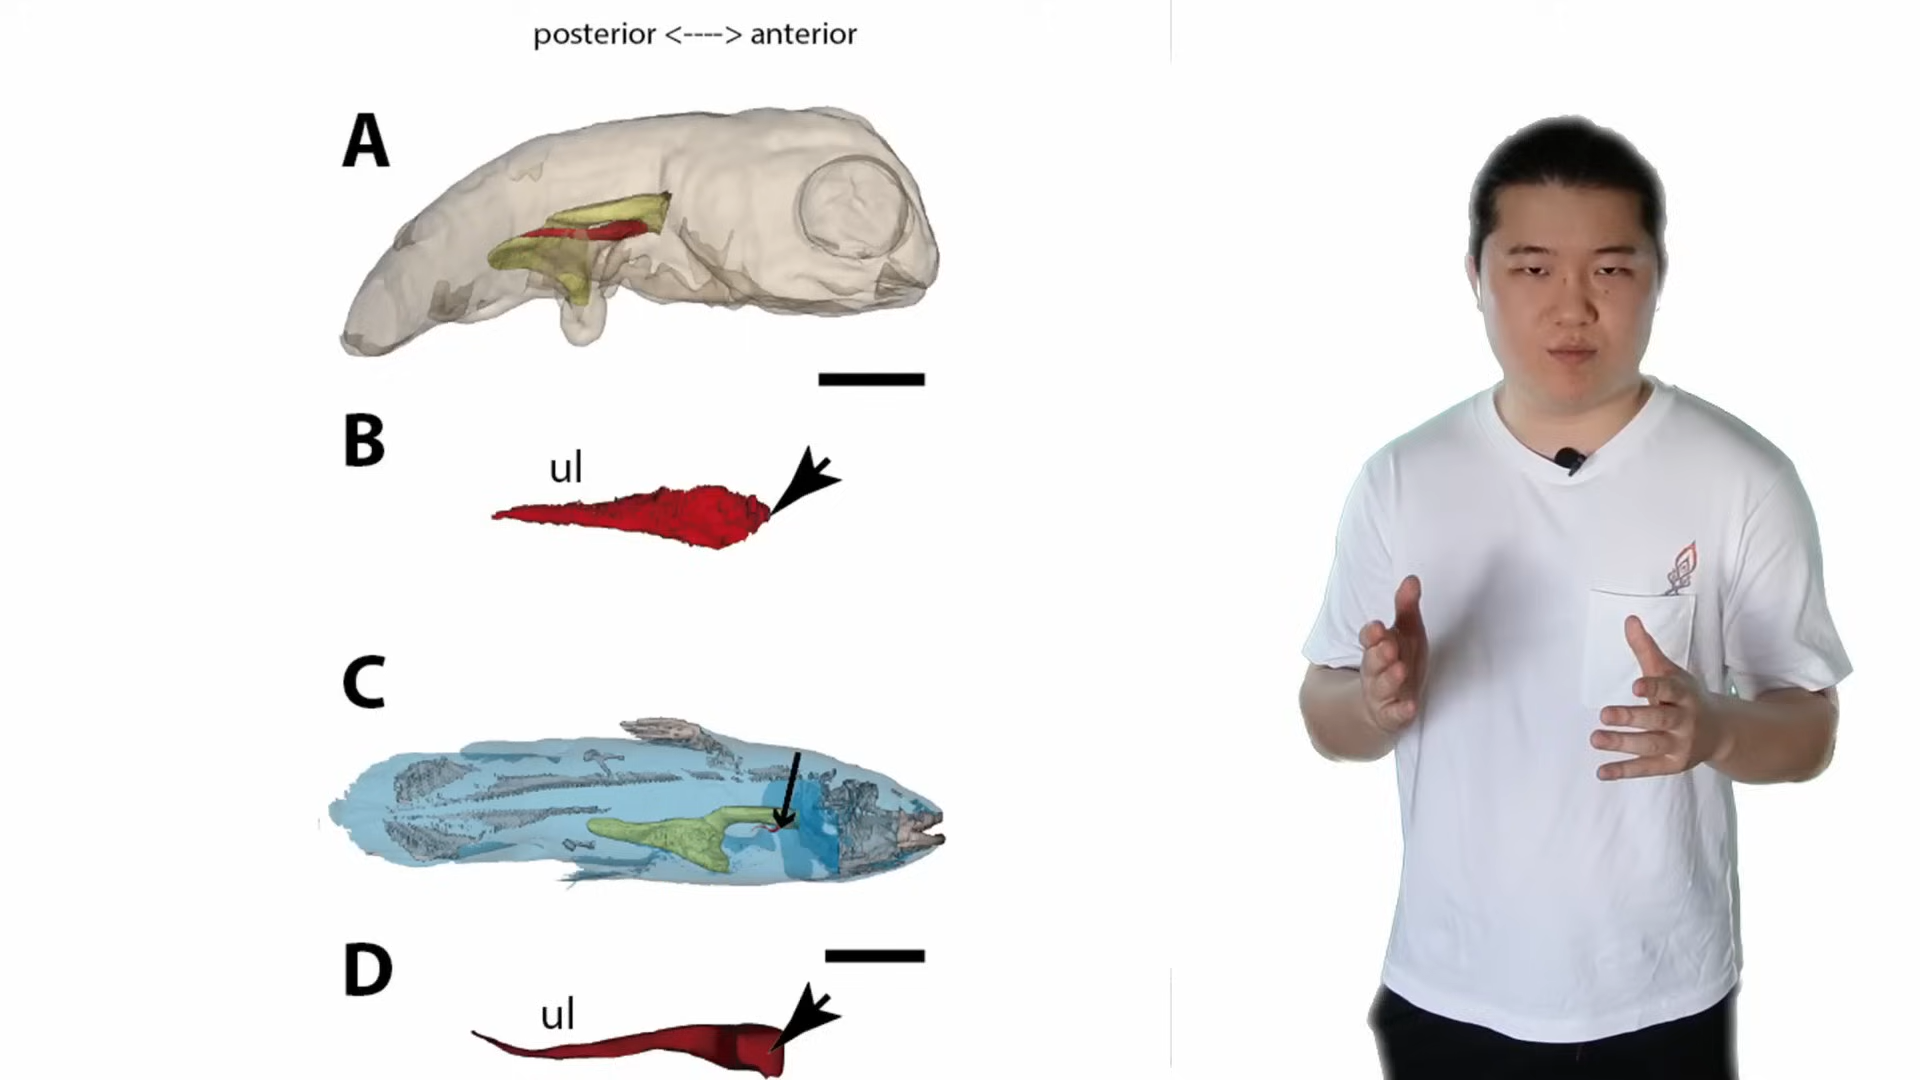 posterior <----> anterior
A
B
ul
C
D
ul